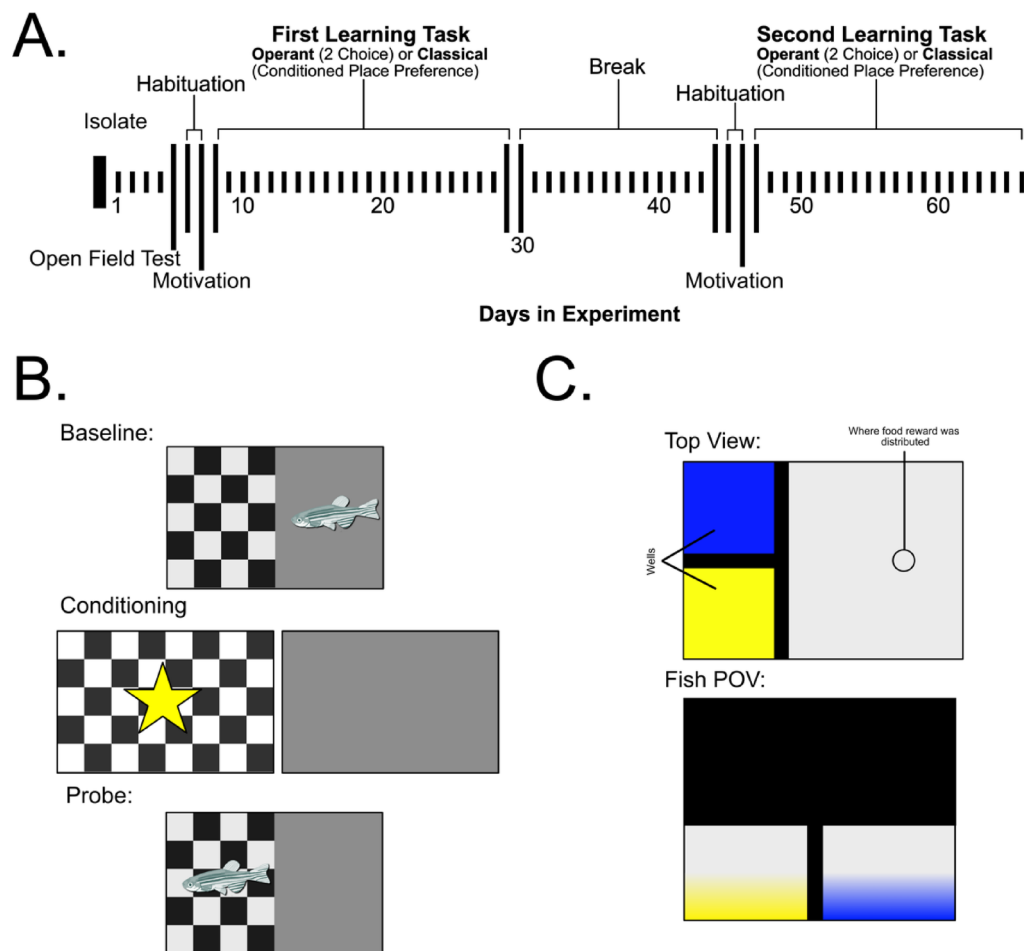 A.
First Learning Task
Operant (2 Choice) or Classical
(Conditioned Place Preference)
Second Learning Task
Operant (2 Choice) or Classical
(Conditioned Place Preference)
Habituation
Break
Habituation
Isolate
1
10
20
30
40
50
60
Open Field Test
Motivation
Motivation
Days in Experiment
B.
Baseline:
Conditioning
Probe:
C.
Top View:
Where food reward was
distributed
Wells
Fish POV: